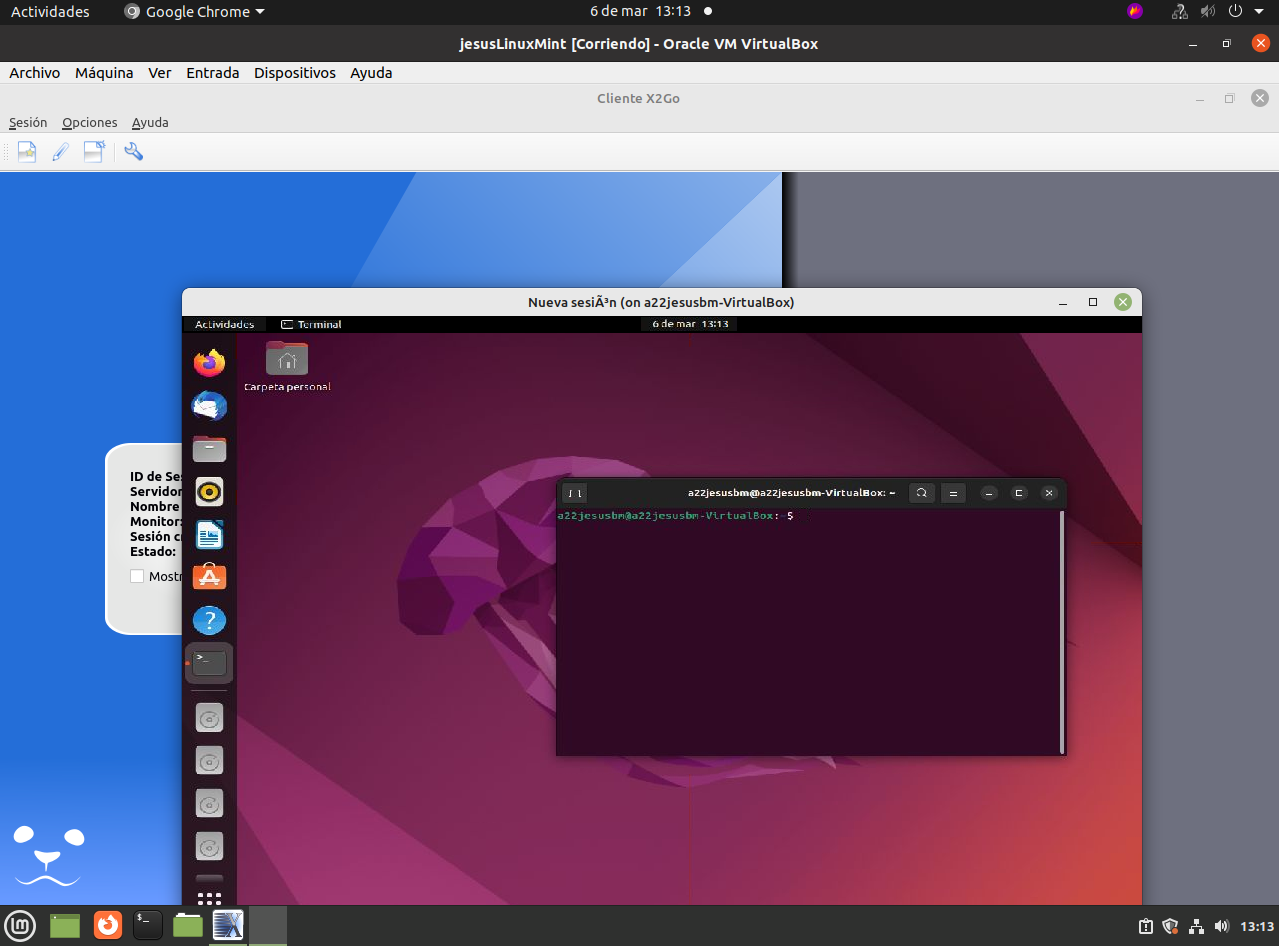 Actividades Google Chrome 6 de mar 13:13
jesusLinuxMint [Corriendo] - Oracle VM VirtualBox
Archivo Máquina Ver Entrada Dispositivos Ayuda
Cliente X2Go
Sesión Opciones Ayuda
Nueva sesiÃ³n (on a22jesusbm-VirtualBox)
Actividades Terminal 6 de mar 13:13
Carpeta personal
a22jesusbm@a22jesusbm-VirtualBox: ~
a22jesusbm@a22jesusbm-VirtualBox:~$
ID de Se
Servidor
Nombre
Monitor:
Sesión c
Estado:
Mostr
13:13